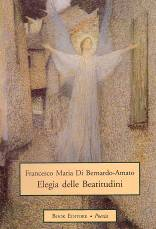 Francesco Maria Di Bernardo-Amato
Elegia delle Beatitudini
Book Editore • Poesia